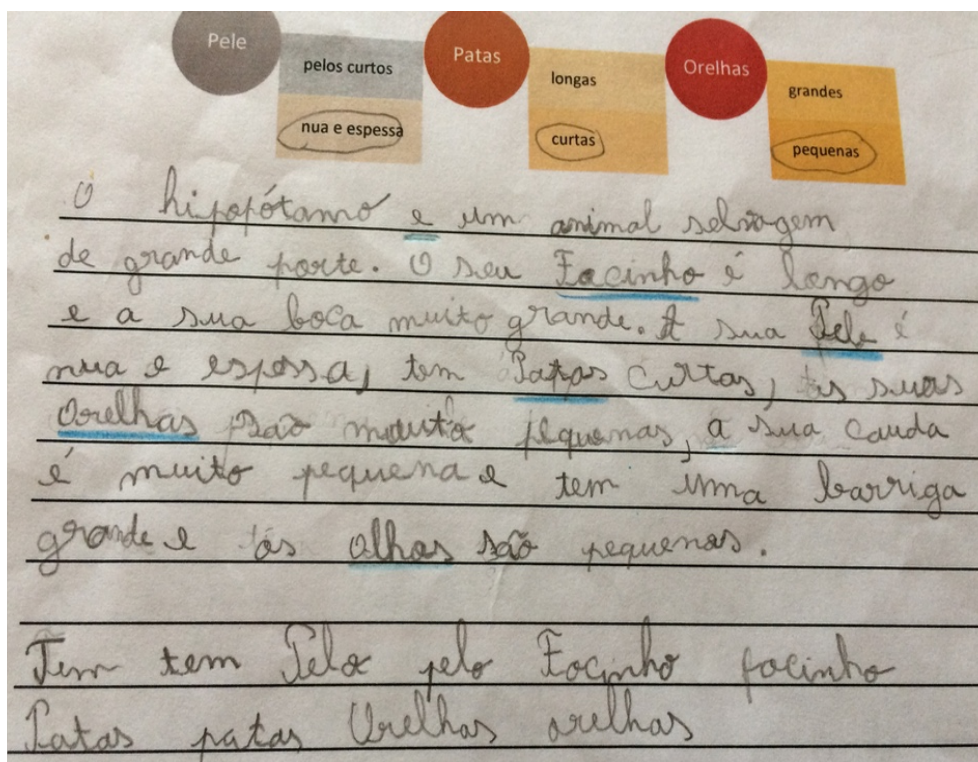 Pele Patas Orelhas
pelos curtos longas grandes
nua e espessa curtas pequenas
O hipopótamo e um animal selvagem
de grande porte. O seu Focinho é longo
e a sua boca muito grande. A sua Pele é
nua e espessa, tem Patas curtas, as suas
Orelhas são muito pequenas, a sua cauda
é muito pequena e tem uma barriga
grande e os olhos são pequenos.
Tem tem Pelo pelo Focinho focinho
Patas patas Orelhas orelhas